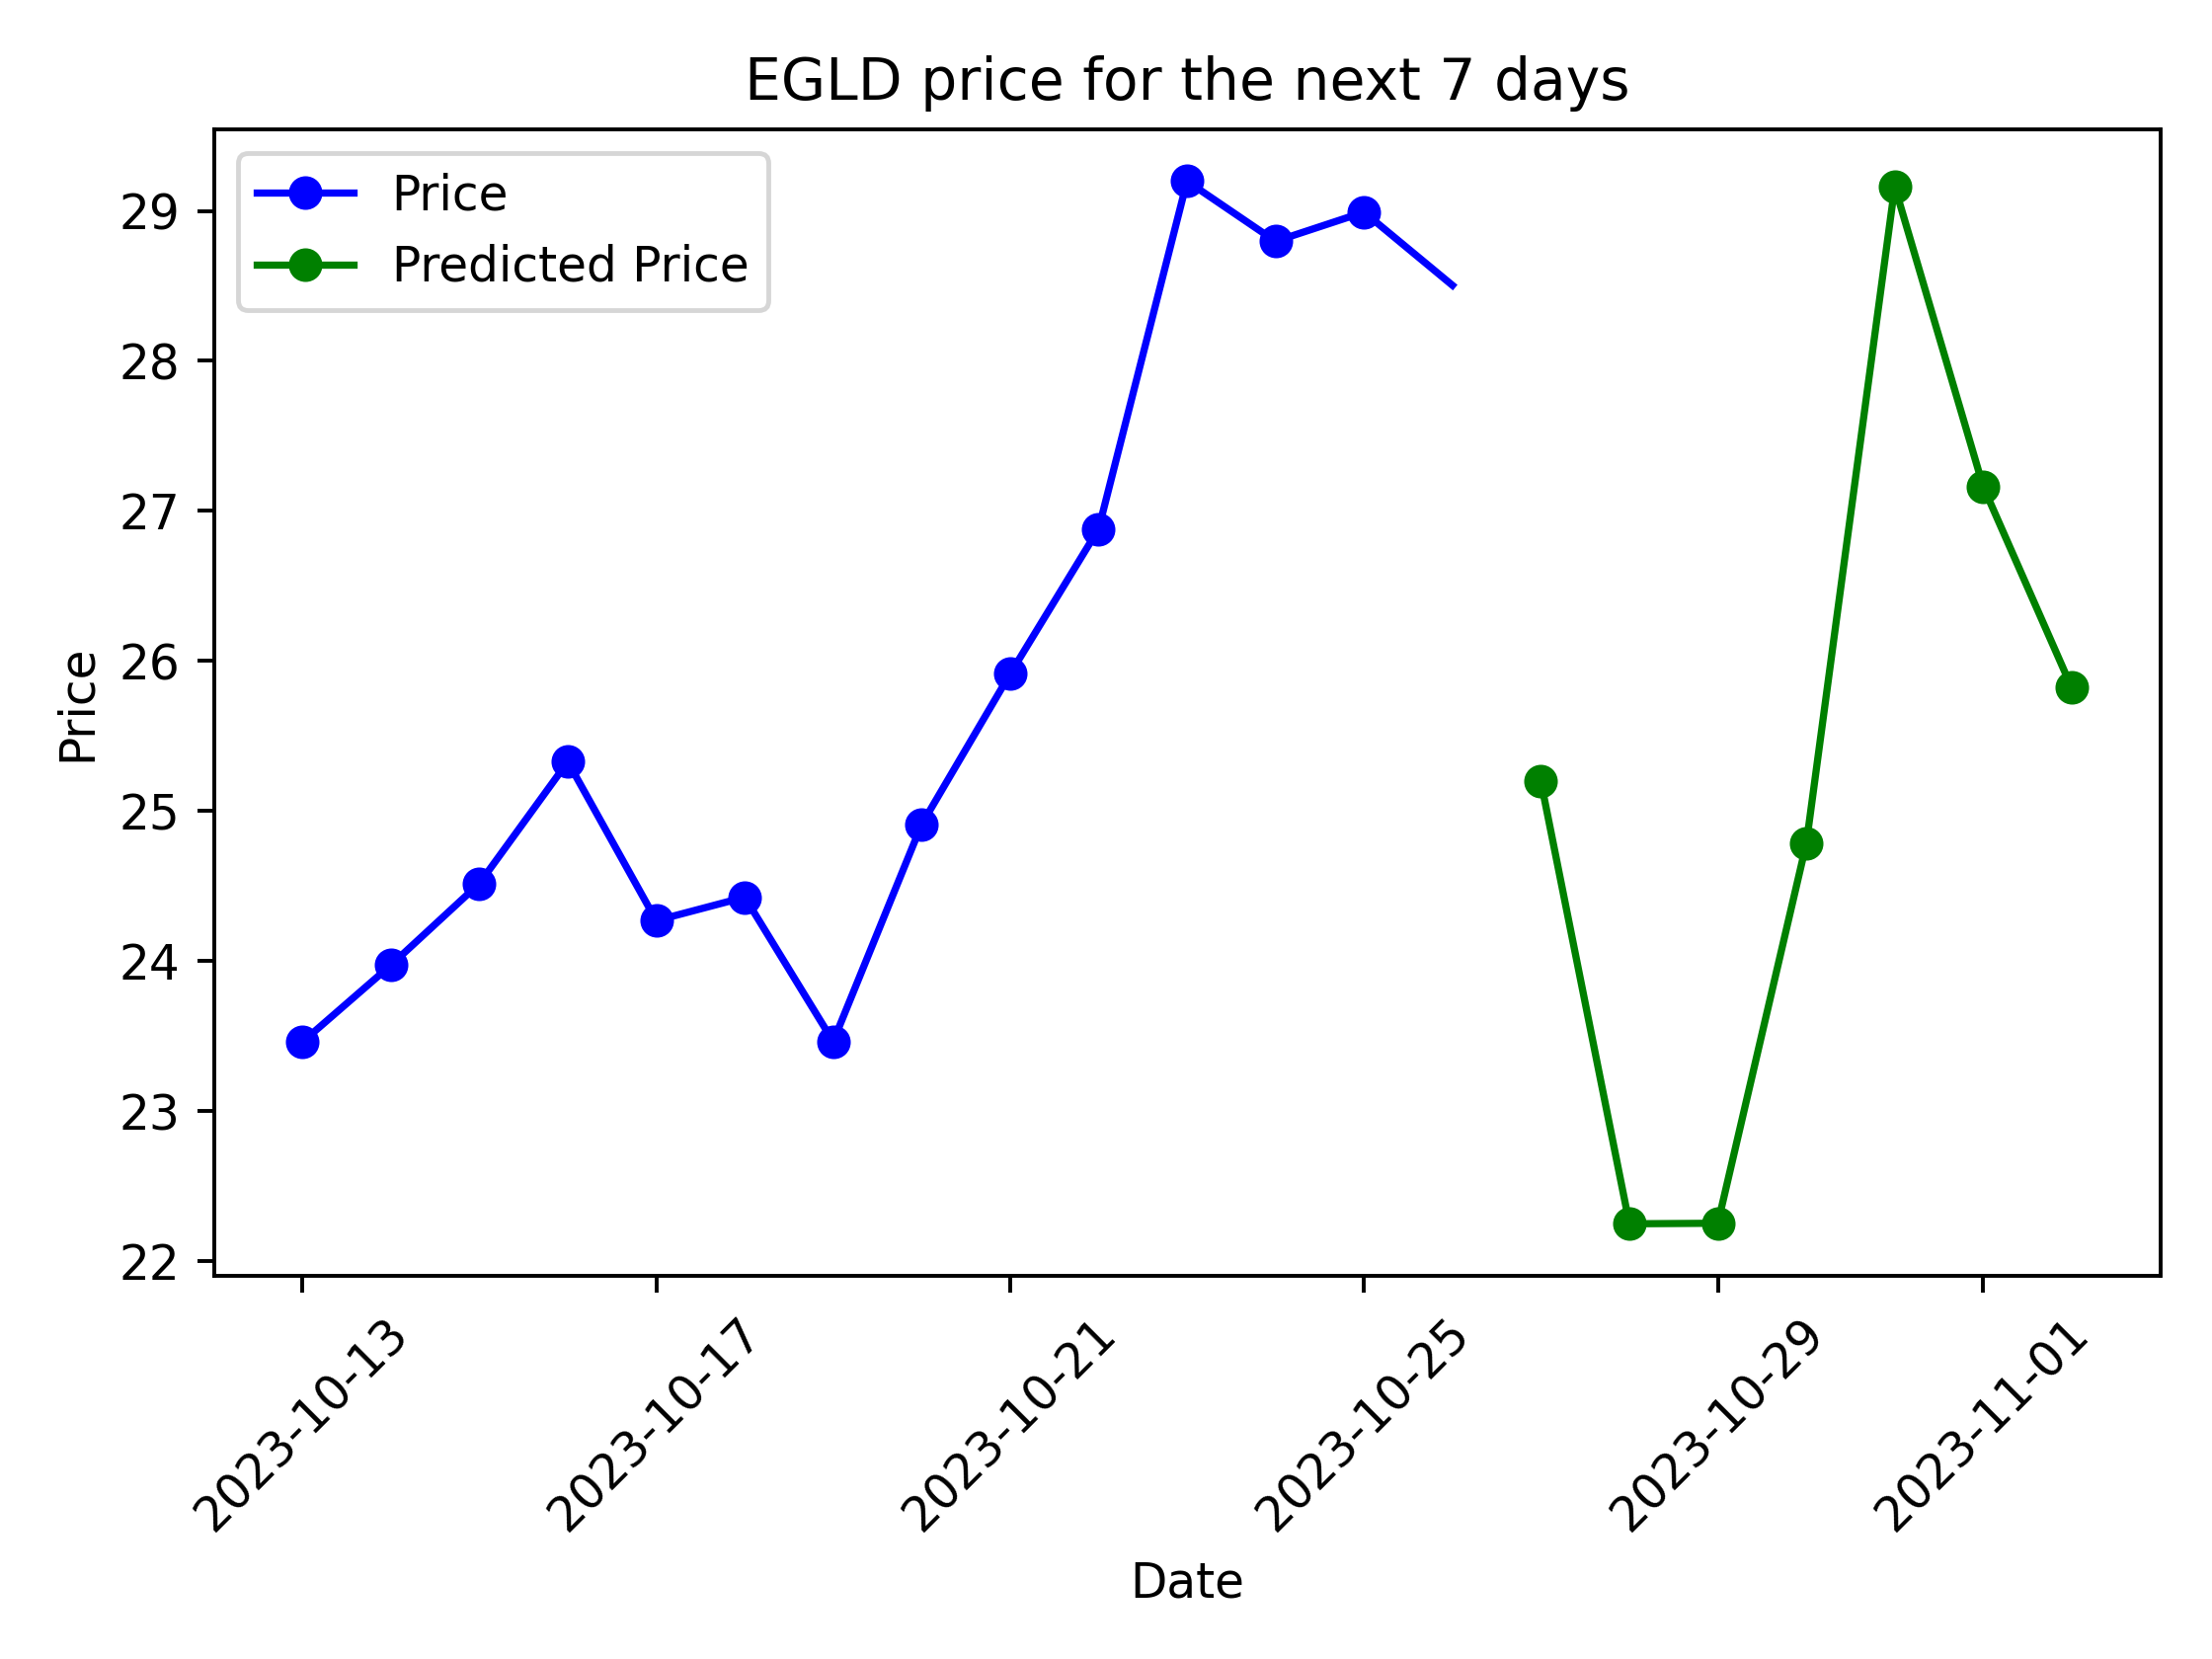 EGLD price for the next 7 days
Price
Predicted Price
29
28
27
26
25
24
23
22
Price
2023-10-13
2023-10-17
2023-10-21
2023-10-25
2023-10-29
2023-11-01
Date